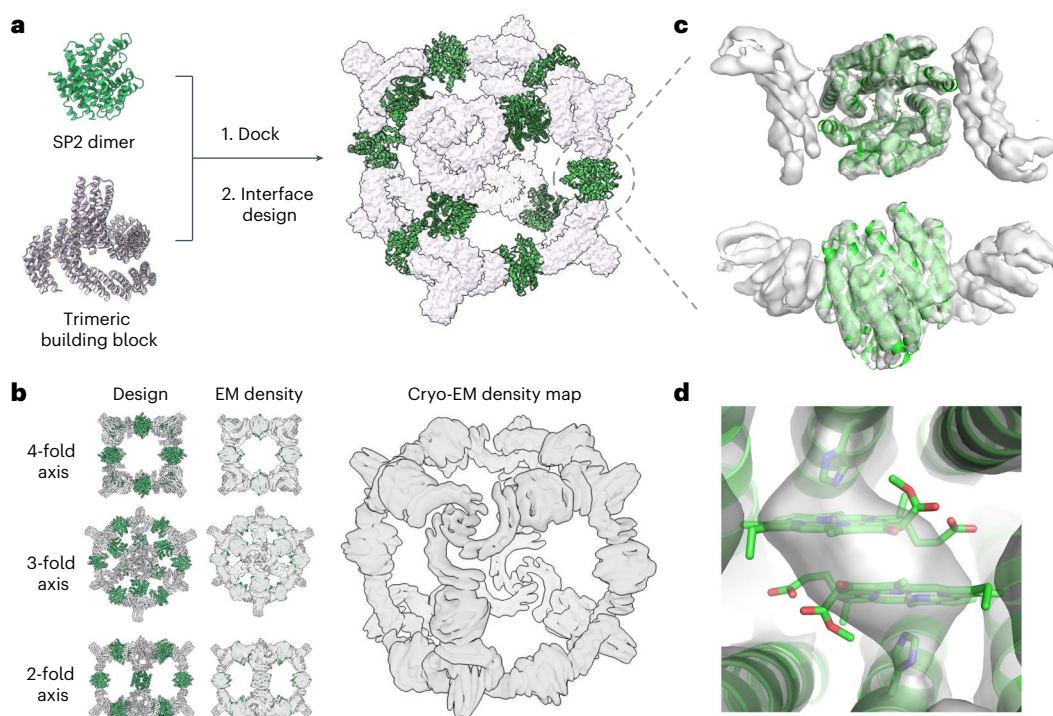 a
SP2 dimer
Trimeric
building block
1. Dock
2. Interface
design
c
b
Design
EM density
Cryo-EM density map
4-fold
axis
3-fold
axis
2-fold
axis
d